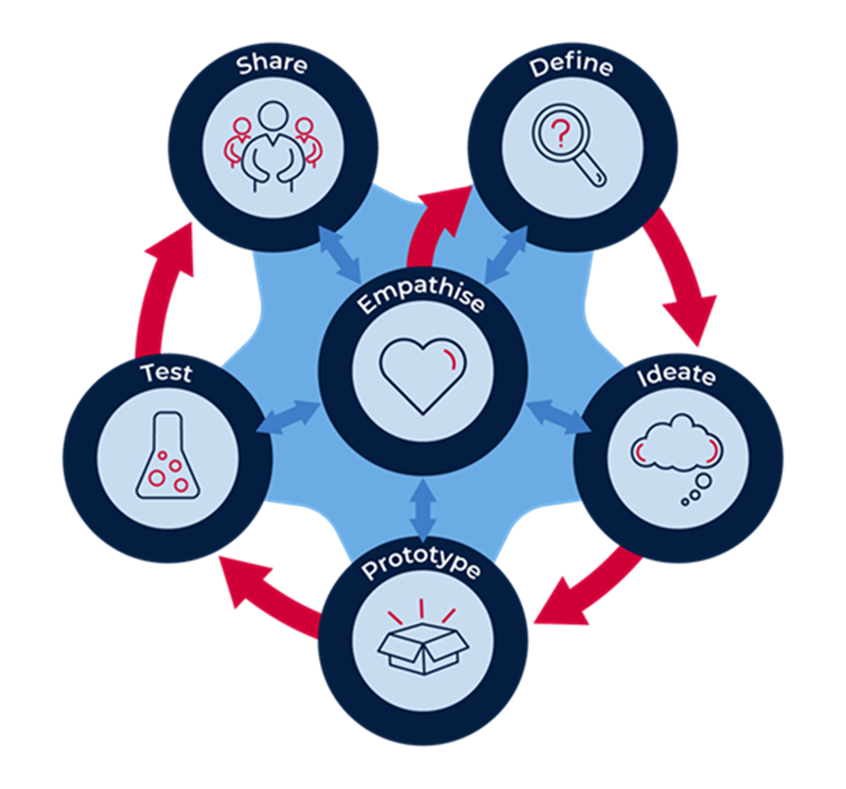 Share
Define
Empathise
Test
Ideate
Prototype
?